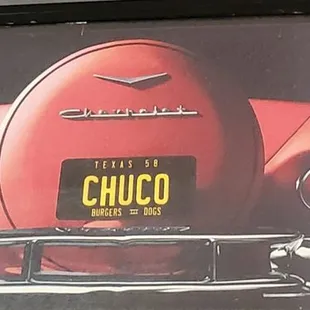 Chevrolet
TEXAS 58
CHUCO
BURGERS DOGS